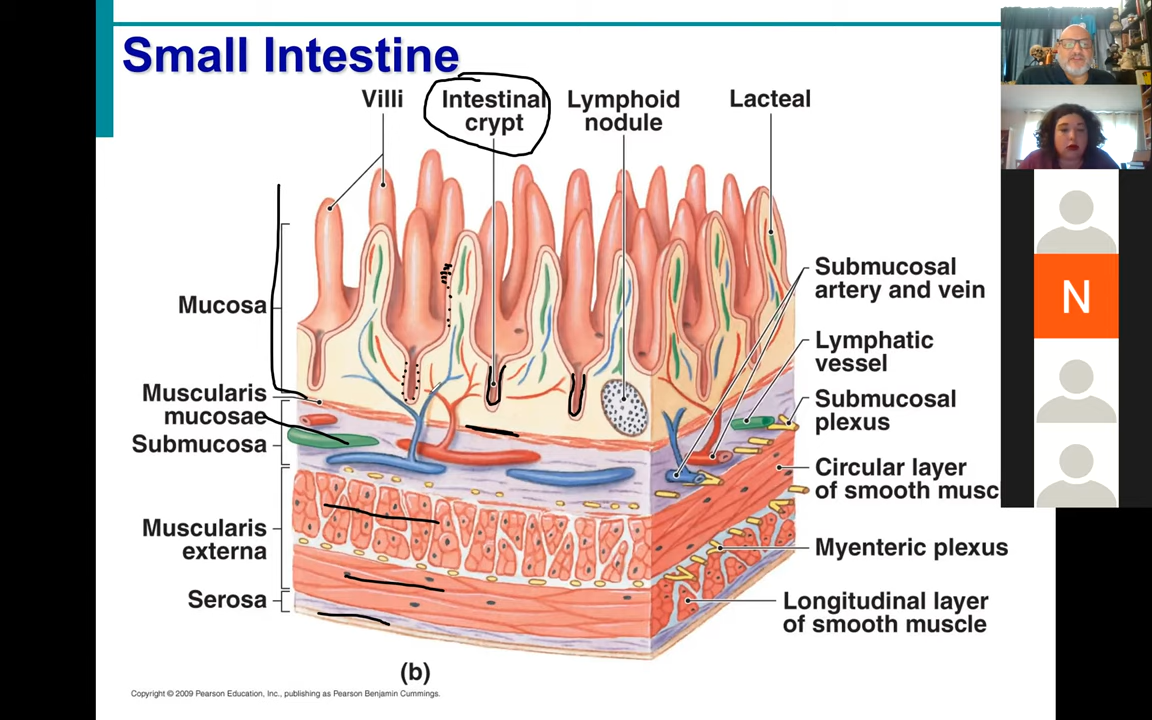 Small Intestine
Villi
Intestinal
crypt
Lymphoid
nodule
Lacteal
Mucosa
Muscularis
mucosae
Submucosa
Muscularis
externa
Serosa
Submucosal
artery and vein
Lymphatic
vessel
Submucosal
plexus
Circular layer
of smooth musc
Myenteric plexus
Longitudinal layer
of smooth muscle
(b)
Copyright © 2009 Pearson Education, Inc., publishing as Pearson Benjamin Cummings.
N